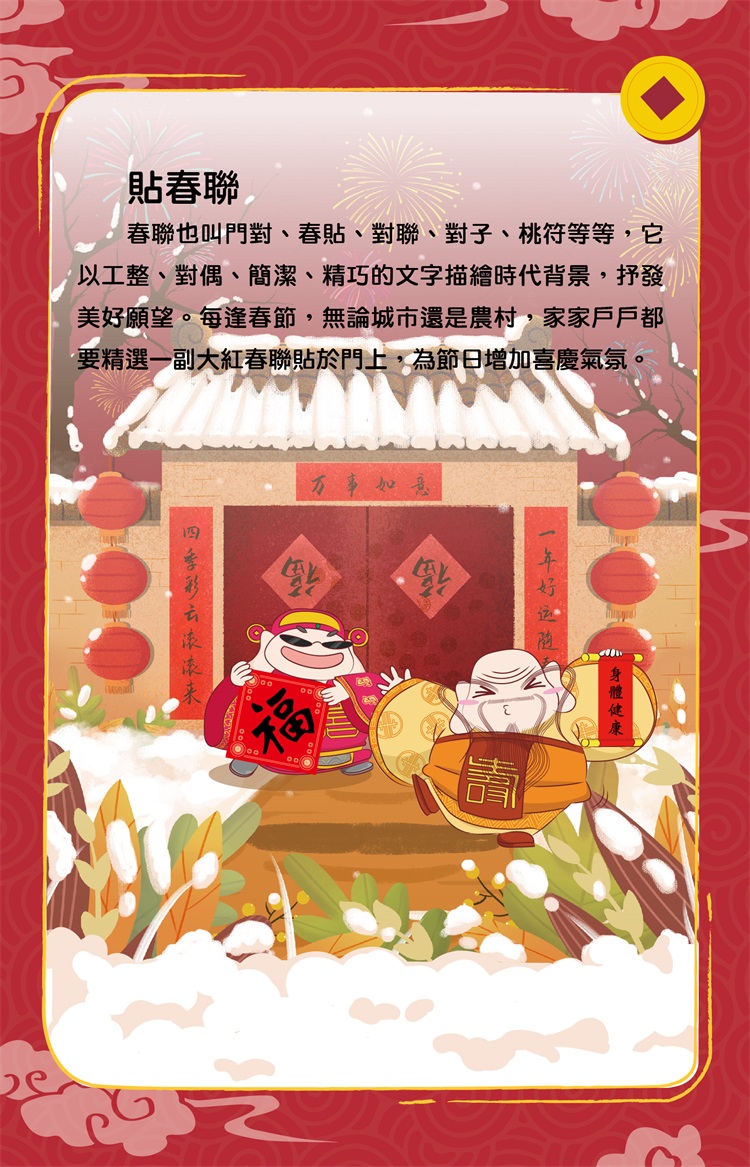 貼春聯
春聯也叫門對、春貼、對聯、對子、桃符等等，它
以工整、對偶、簡潔、精巧的文字描繪時代背景，抒發
美好願望。每逢春節，無論城市還是農村，家家戶戶都
要精選一副大紅春聯貼於門上，為節日增加喜慶氣氛。
万事如意
四季彩云滚滚来
一年好运随
福
福
福
壽
身體健康